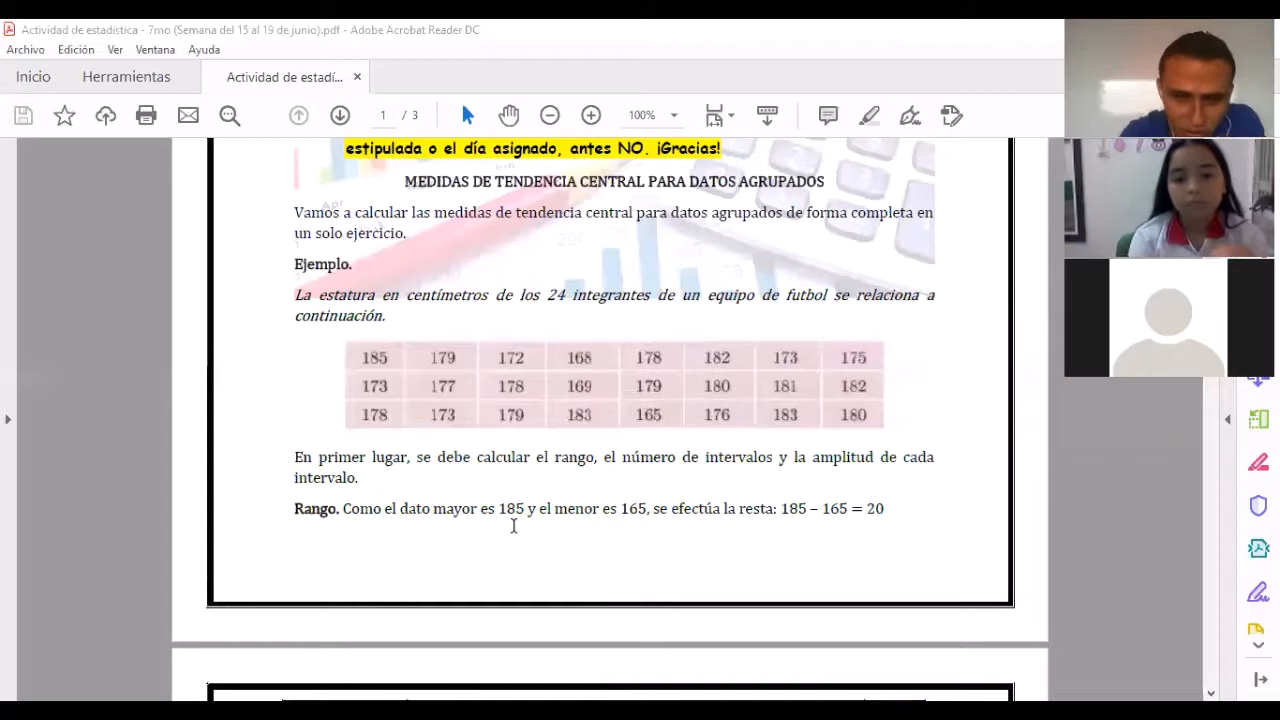 Actividad de estadística - 7mo (Semana del 15 al 19 de junio).pdf - Adobe Acrobat Reader DC
Archivo Edición Ver Ventana Ayuda
Inicio Herramientas Actividad de estadí... ×
1 / 3 100%
estipulada o el día asignado, antes NO. ¡Gracias!
MEDIDAS DE TENDENCIA CENTRAL PARA DATOS AGRUPADOS
Vamos a calcular las medidas de tendencia central para datos agrupados de forma completa en
un solo ejercicio.
Ejemplo.
La estatura en centímetros de los 24 integrantes de un equipo de futbol se relaciona a
continuación.
185 179 172 168 178 182 173 175
173 177 178 169 179 180 181 182
178 173 179 183 165 176 183 180
En primer lugar, se debe calcular el rango, el número de intervalos y la amplitud de cada
intervalo.
Rango. Como el dato mayor es 185 y el menor es 165, se efectúa la resta: 185 – 165 = 20